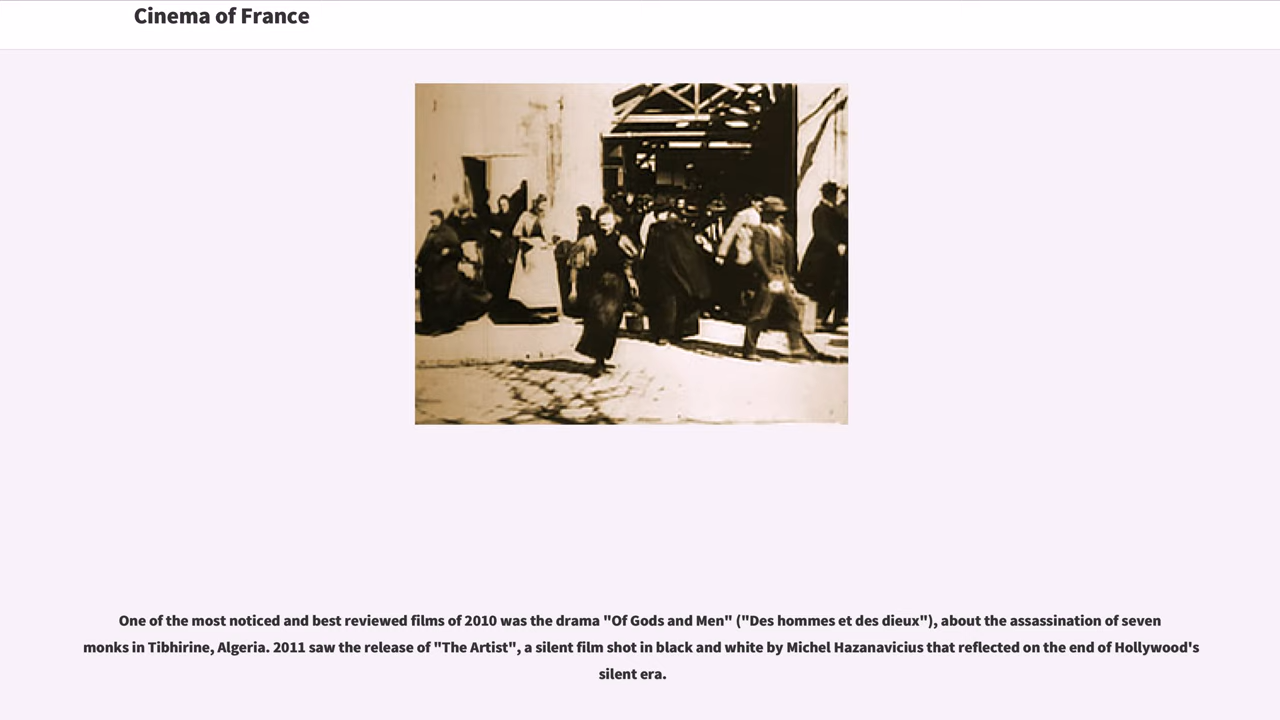 Cinema of France
One of the most noticed and best reviewed films of 2010 was the drama "Of Gods and Men" ("Des hommes et des dieux"), about the assassination of seven
monks in Tibhirine, Algeria. 2011 saw the release of "The Artist", a silent film shot in black and white by Michel Hazanavicius that reflected on the end of Hollywood's
silent era.